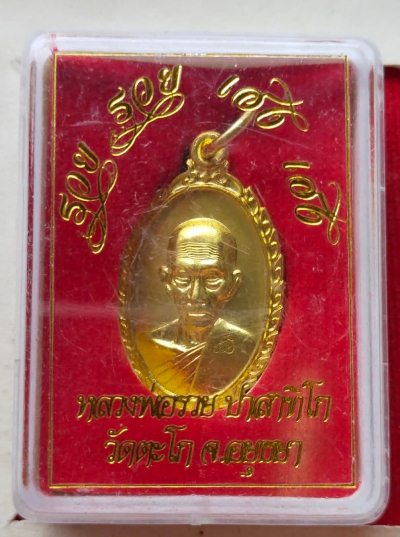 รวย รวย เฮง เฮง
หลวงพ่อรวย ปาสาทิโก
วัดตะโก จ.อยุธยา